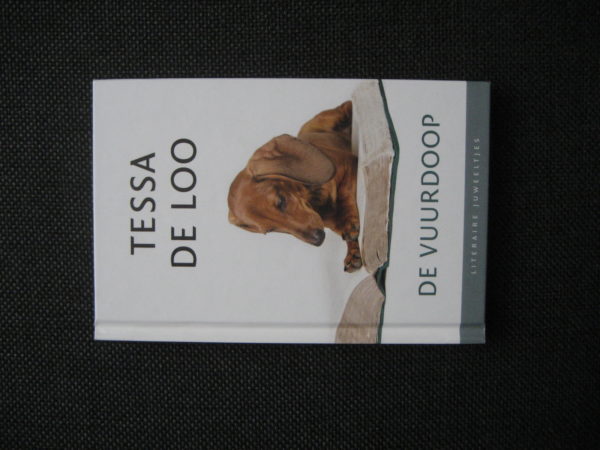 TESSA
DE LOO
DE VUURDOOP
LITERAIRE JUWEELTJES